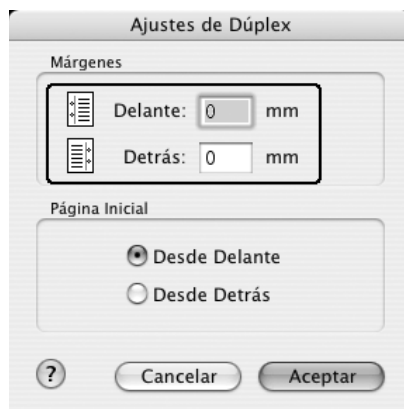 Ajustes de Dúplex
Márgenes
Delante: 0 mm
Detrás: 0 mm
Página Inicial
Desde Delante
Desde Detrás
? Cancelar Aceptar